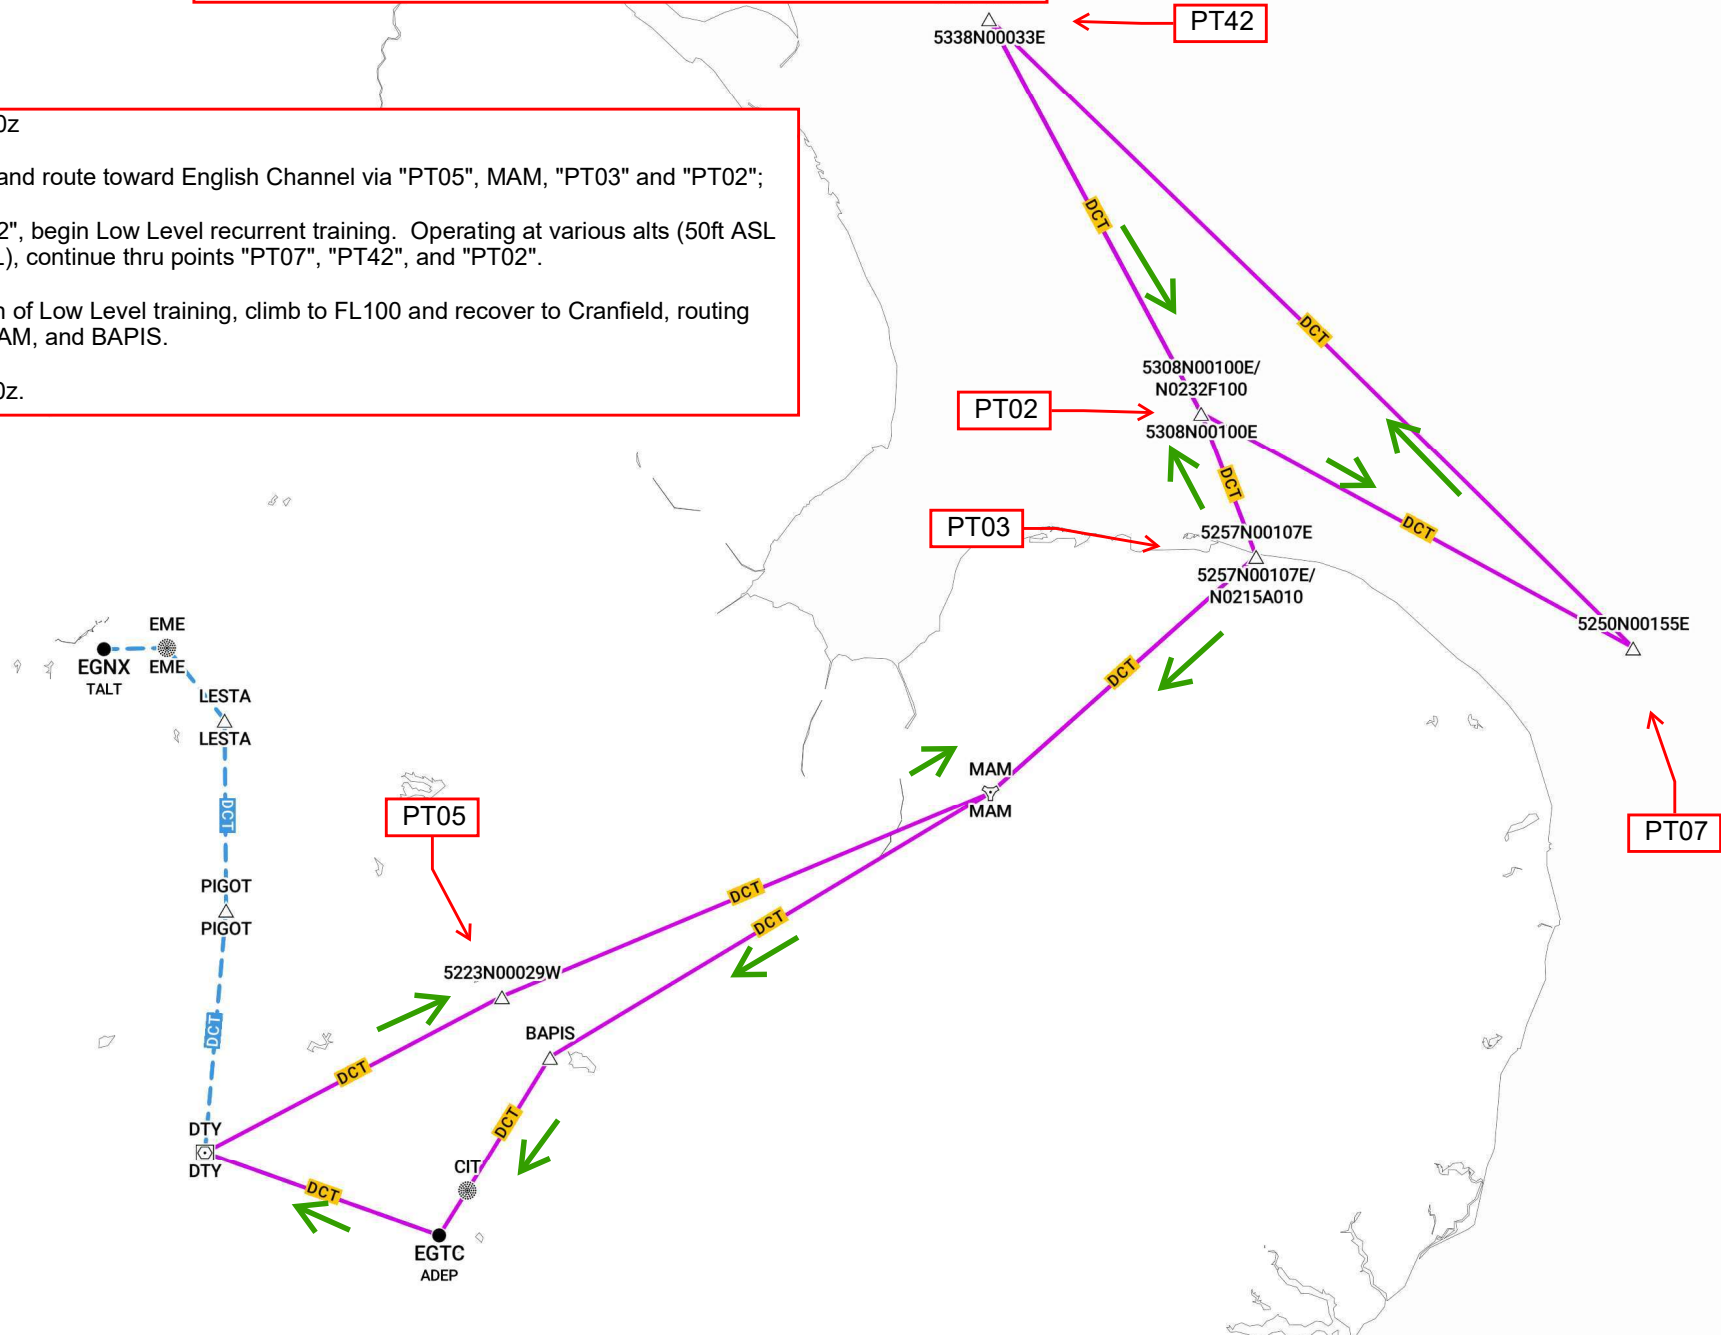 PT42
5338N00033E
0z
and route toward English Channel via "PT05", MAM, "PT03" and "PT02";
2", begin Low Level recurrent training.  Operating at various alts (50ft ASL
L), continue thru points "PT07", "PT42", and "PT02".
n of Low Level training, climb to FL100 and recover to Cranfield, routing
AM, and BAPIS.
0z.
DCT
DCT
5308N00100E/
N0232F100
PT02
5308N00100E
DCT
DCT
PT03
5257N00107E
5257N00107E/
N0215A010
5250N00155E
EME
EGNX
EME
TALT
DCT
LESTA
LESTA
MAM
MAM
DCT
PT05
PT07
PIGOT
PIGOT
DCT
DCT
5223N00029W
DCT
BAPIS
DCT
DCT
DTY
DTY
CIT
DCT
EGTC
ADEP